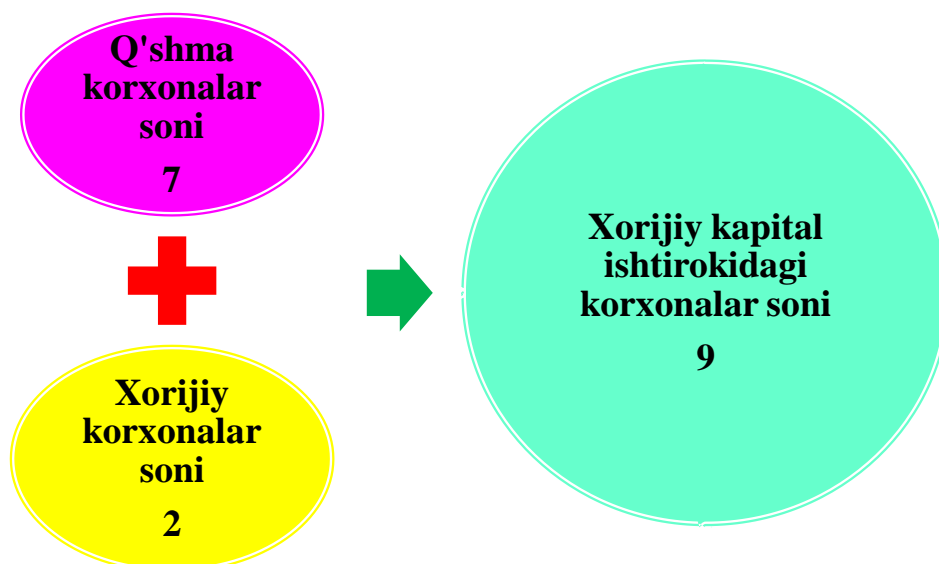 Q'shma
korxonalar
soni
7
Xorijiy
korxonalar
soni
2
Xorijiy kapital
ishtirokidagi
korxonalar soni
9